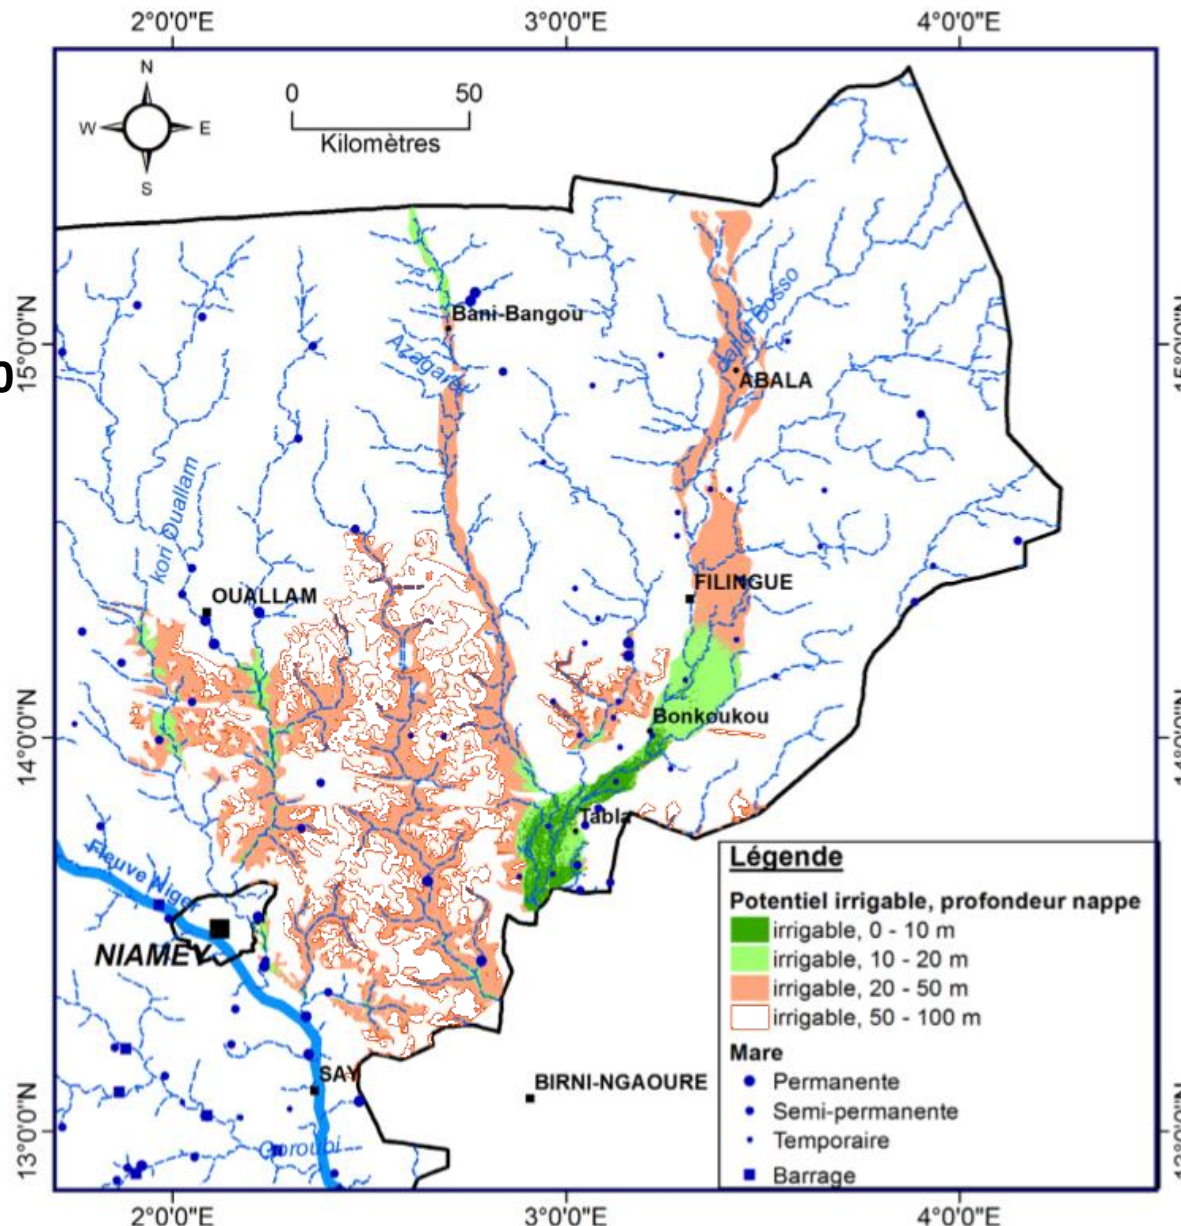 2°0'0"E 3°0'0"E 4°0'0"E
N
W E
S
0 50
Kilomètres
15°0'0"N
0
Bani-Bangou
Azagaret
dallol Bosso
ABALA
kori Ouallam
OUALLAM
FILINGUE
14°0'0"N
Bonkoukou
Tabla
Fleuve Niger
NIAMEY
SAY
BIRNI-NGAOURE
Goroubi
13°0'0"N
Légende
Potentiel irrigable, profondeur nappe
irrigable, 0 - 10 m
irrigable, 10 - 20 m
irrigable, 20 - 50 m
irrigable, 50 - 100 m
Mare
Permanente
Semi-permanente
Temporaire
Barrage
2°0'0"E 3°0'0"E 4°0'0"E